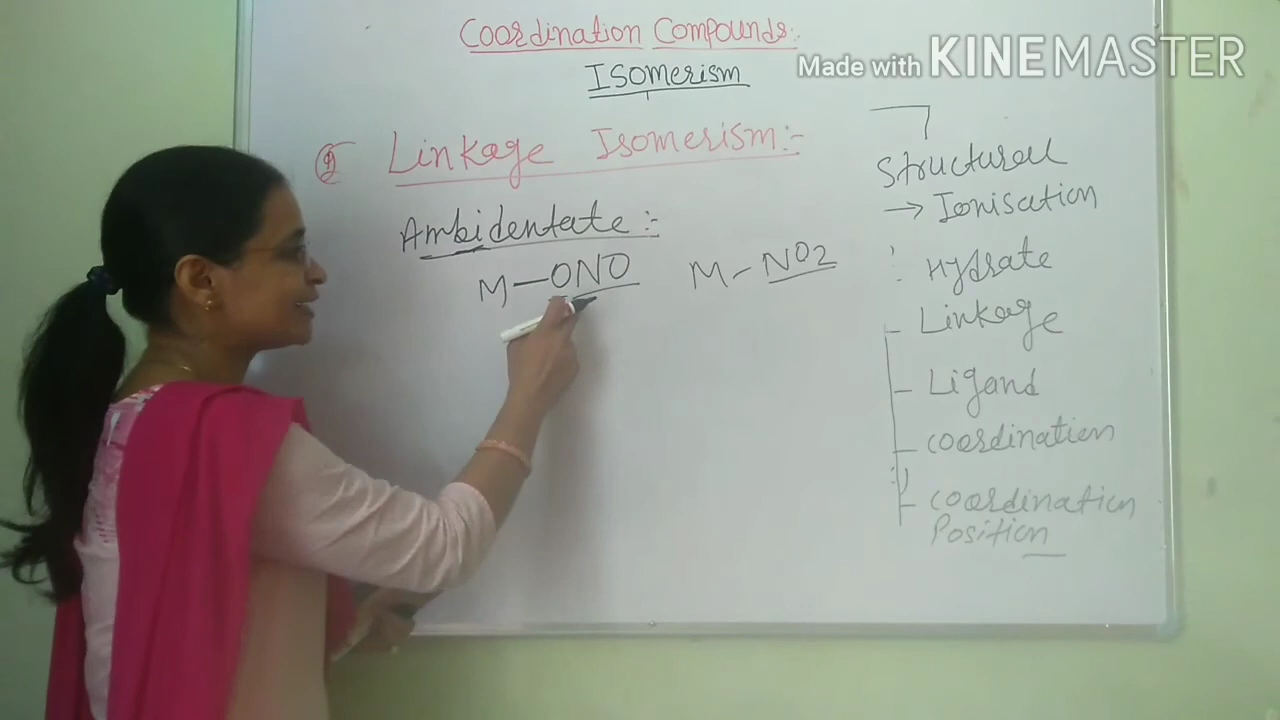 Coordination Compounds:
Isomerism
Made with KINEMASTER
Linkage Isomerism:-
Ambidentate:-
M-ONO M-NO2
Structural
→ Ionisation
Hydrate
- Linkage
- Ligand
- Coordination
- Coordination
Position